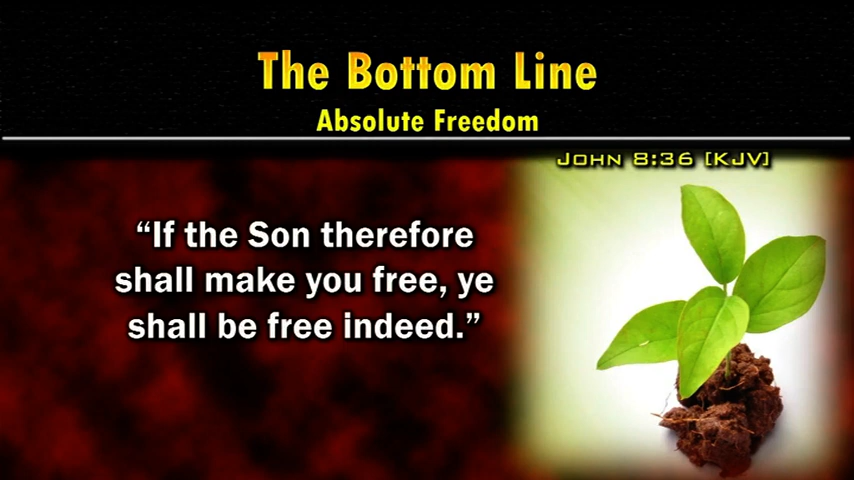 The Bottom Line
Absolute Freedom
John 8:36 [KJV]
“If the Son therefore
shall make you free, ye
shall be free indeed.”